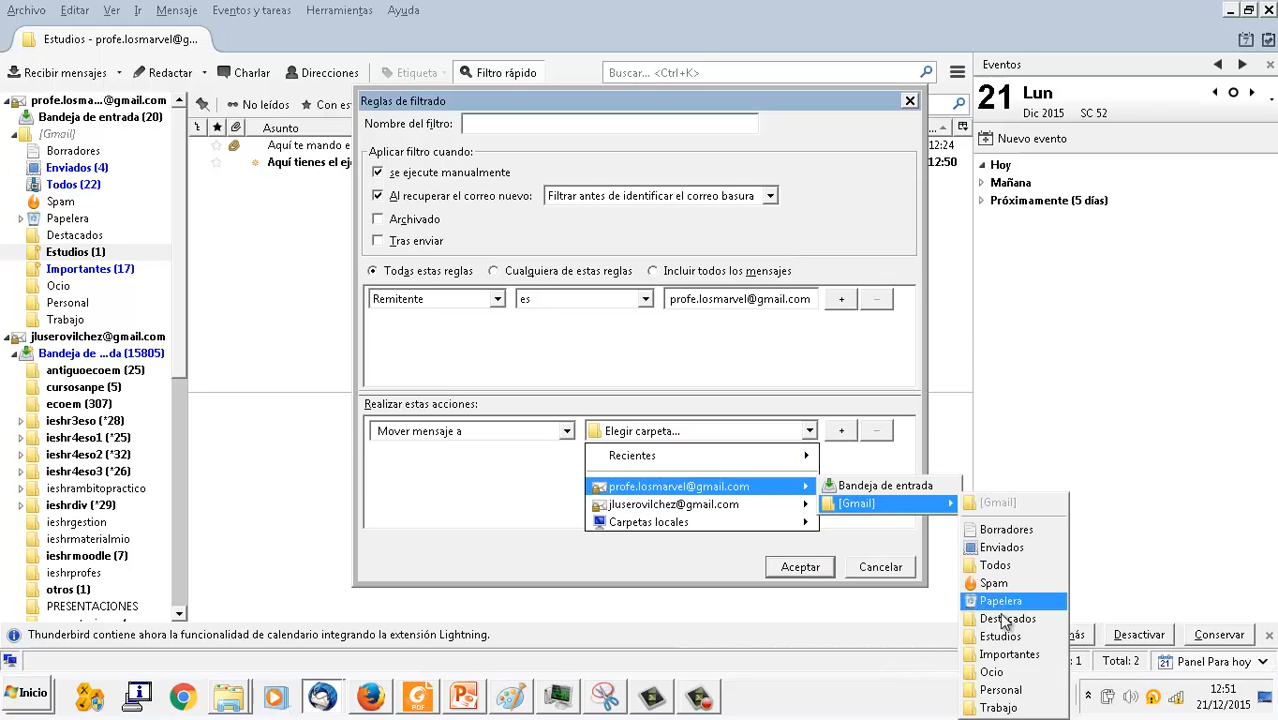 Archivo Editar Ver Ir Mensaje Eventos y tareas Herramientas Ayuda
Estudios - profe.losmarvel@g...
Recibir mensajes Redactar Charlar Direcciones Etiqueta Filtro rápido Buscar... <Ctrl+K>
Eventos
profe.losma...@gmail.com
Bandeja de entrada (20)
[Gmail]
Borradores
Enviados (4)
Todos (22)
Spam
Papelera
Destacados
Estudios (1)
Importantes (17)
Ocio
Personal
Trabajo
jluserovilchez@gmail.com
Bandeja de ...da (15805)
antiguoecoem (25)
cursosanpe (5)
ecoem (307)
ieshr3eso (*28)
ieshr4eso1 (*25)
ieshr4eso2 (*32)
ieshr4eso3 (*26)
ieshrambitopractico
ieshrdiv (*29)
ieshrgestion
ieshrmaterialmio
ieshrmoodle (*7)
ieshrprofes
otros (1)
PRESENTACIONES
No leídos Con es
Asunto
Aquí te mando e 12:24
Aquí tienes el eje 12:50
Reglas de filtrado
Nombre del filtro:
Aplicar filtro cuando:
se ejecute manualmente
Al recuperar el correo nuevo: Filtrar antes de identificar el correo basura
Archivado
Tras enviar
Todas estas reglas Cualquiera de estas reglas Incluir todos los mensajes
Remitente es profe.losmarvel@gmail.com + −
Realizar estas acciones:
Mover mensaje a Elegir carpeta... + −
Recientes
profe.losmarvel@gmail.com
jluserovilchez@gmail.com
Carpetas locales
Bandeja de entrada
[Gmail]
[Gmail]
Borradores
Enviados
Todos
Spam
Papelera
Destacados
Estudios
Importantes
Ocio
Personal
Trabajo
Aceptar Cancelar
21 Lun
Dic 2015 SC 52
Nuevo evento
Hoy
Mañana
Próximamente (5 días)
Thunderbird contiene ahora la funcionalidad de calendario integrando la extensión Lightning.
más Desactivar Conservar
: 1 Total: 2 Panel Para hoy
Inicio
PDF
12:51
21/12/2015